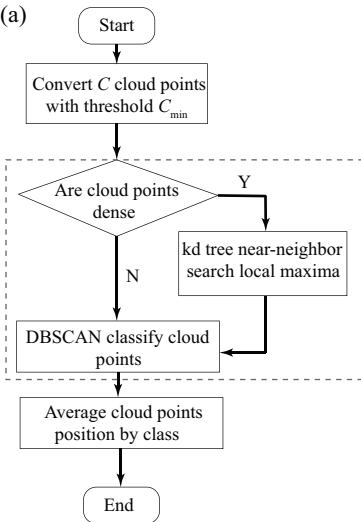 (a)
Start
Convert C cloud points
with threshold Cmin
Are cloud points
dense
Y
kd tree near-neighbor
search local maxima
N
DBSCAN classify cloud
points
Average cloud points
position by class
End